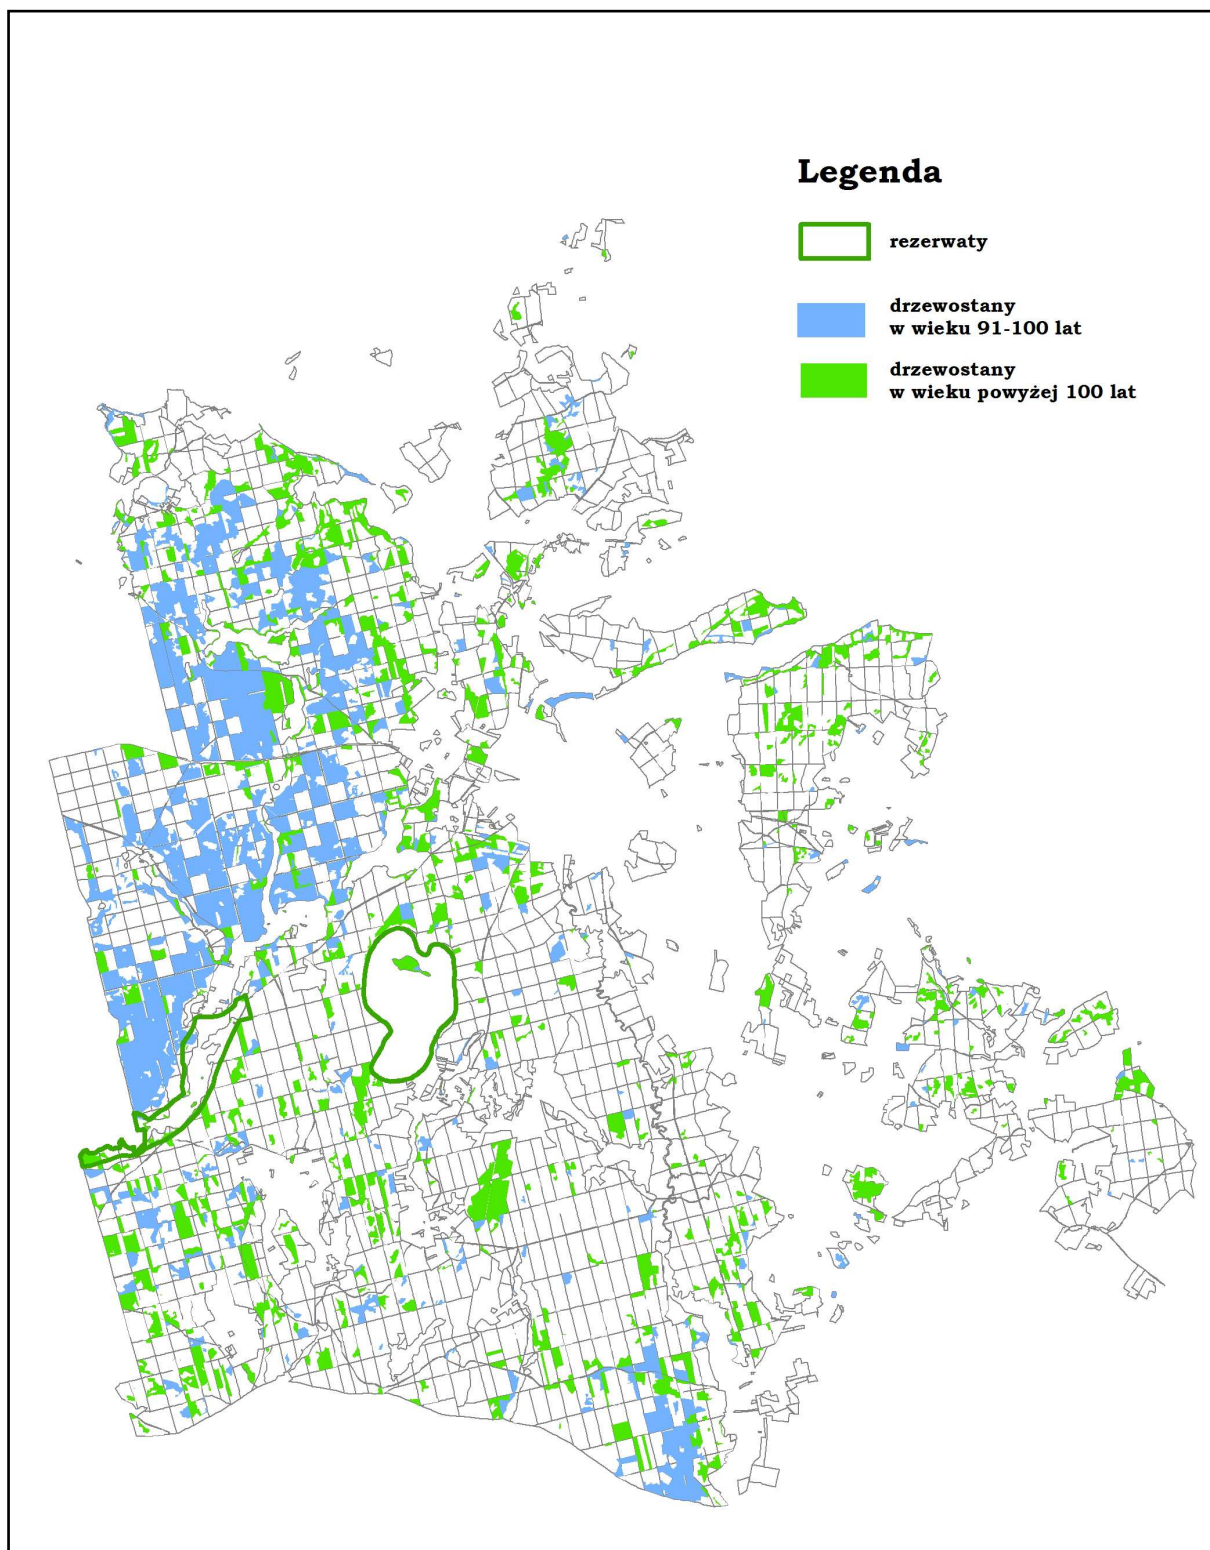 Legenda
rezerwaty
drzewostany
w wieku 91-100 lat
drzewostany
w wieku powyżej 100 lat